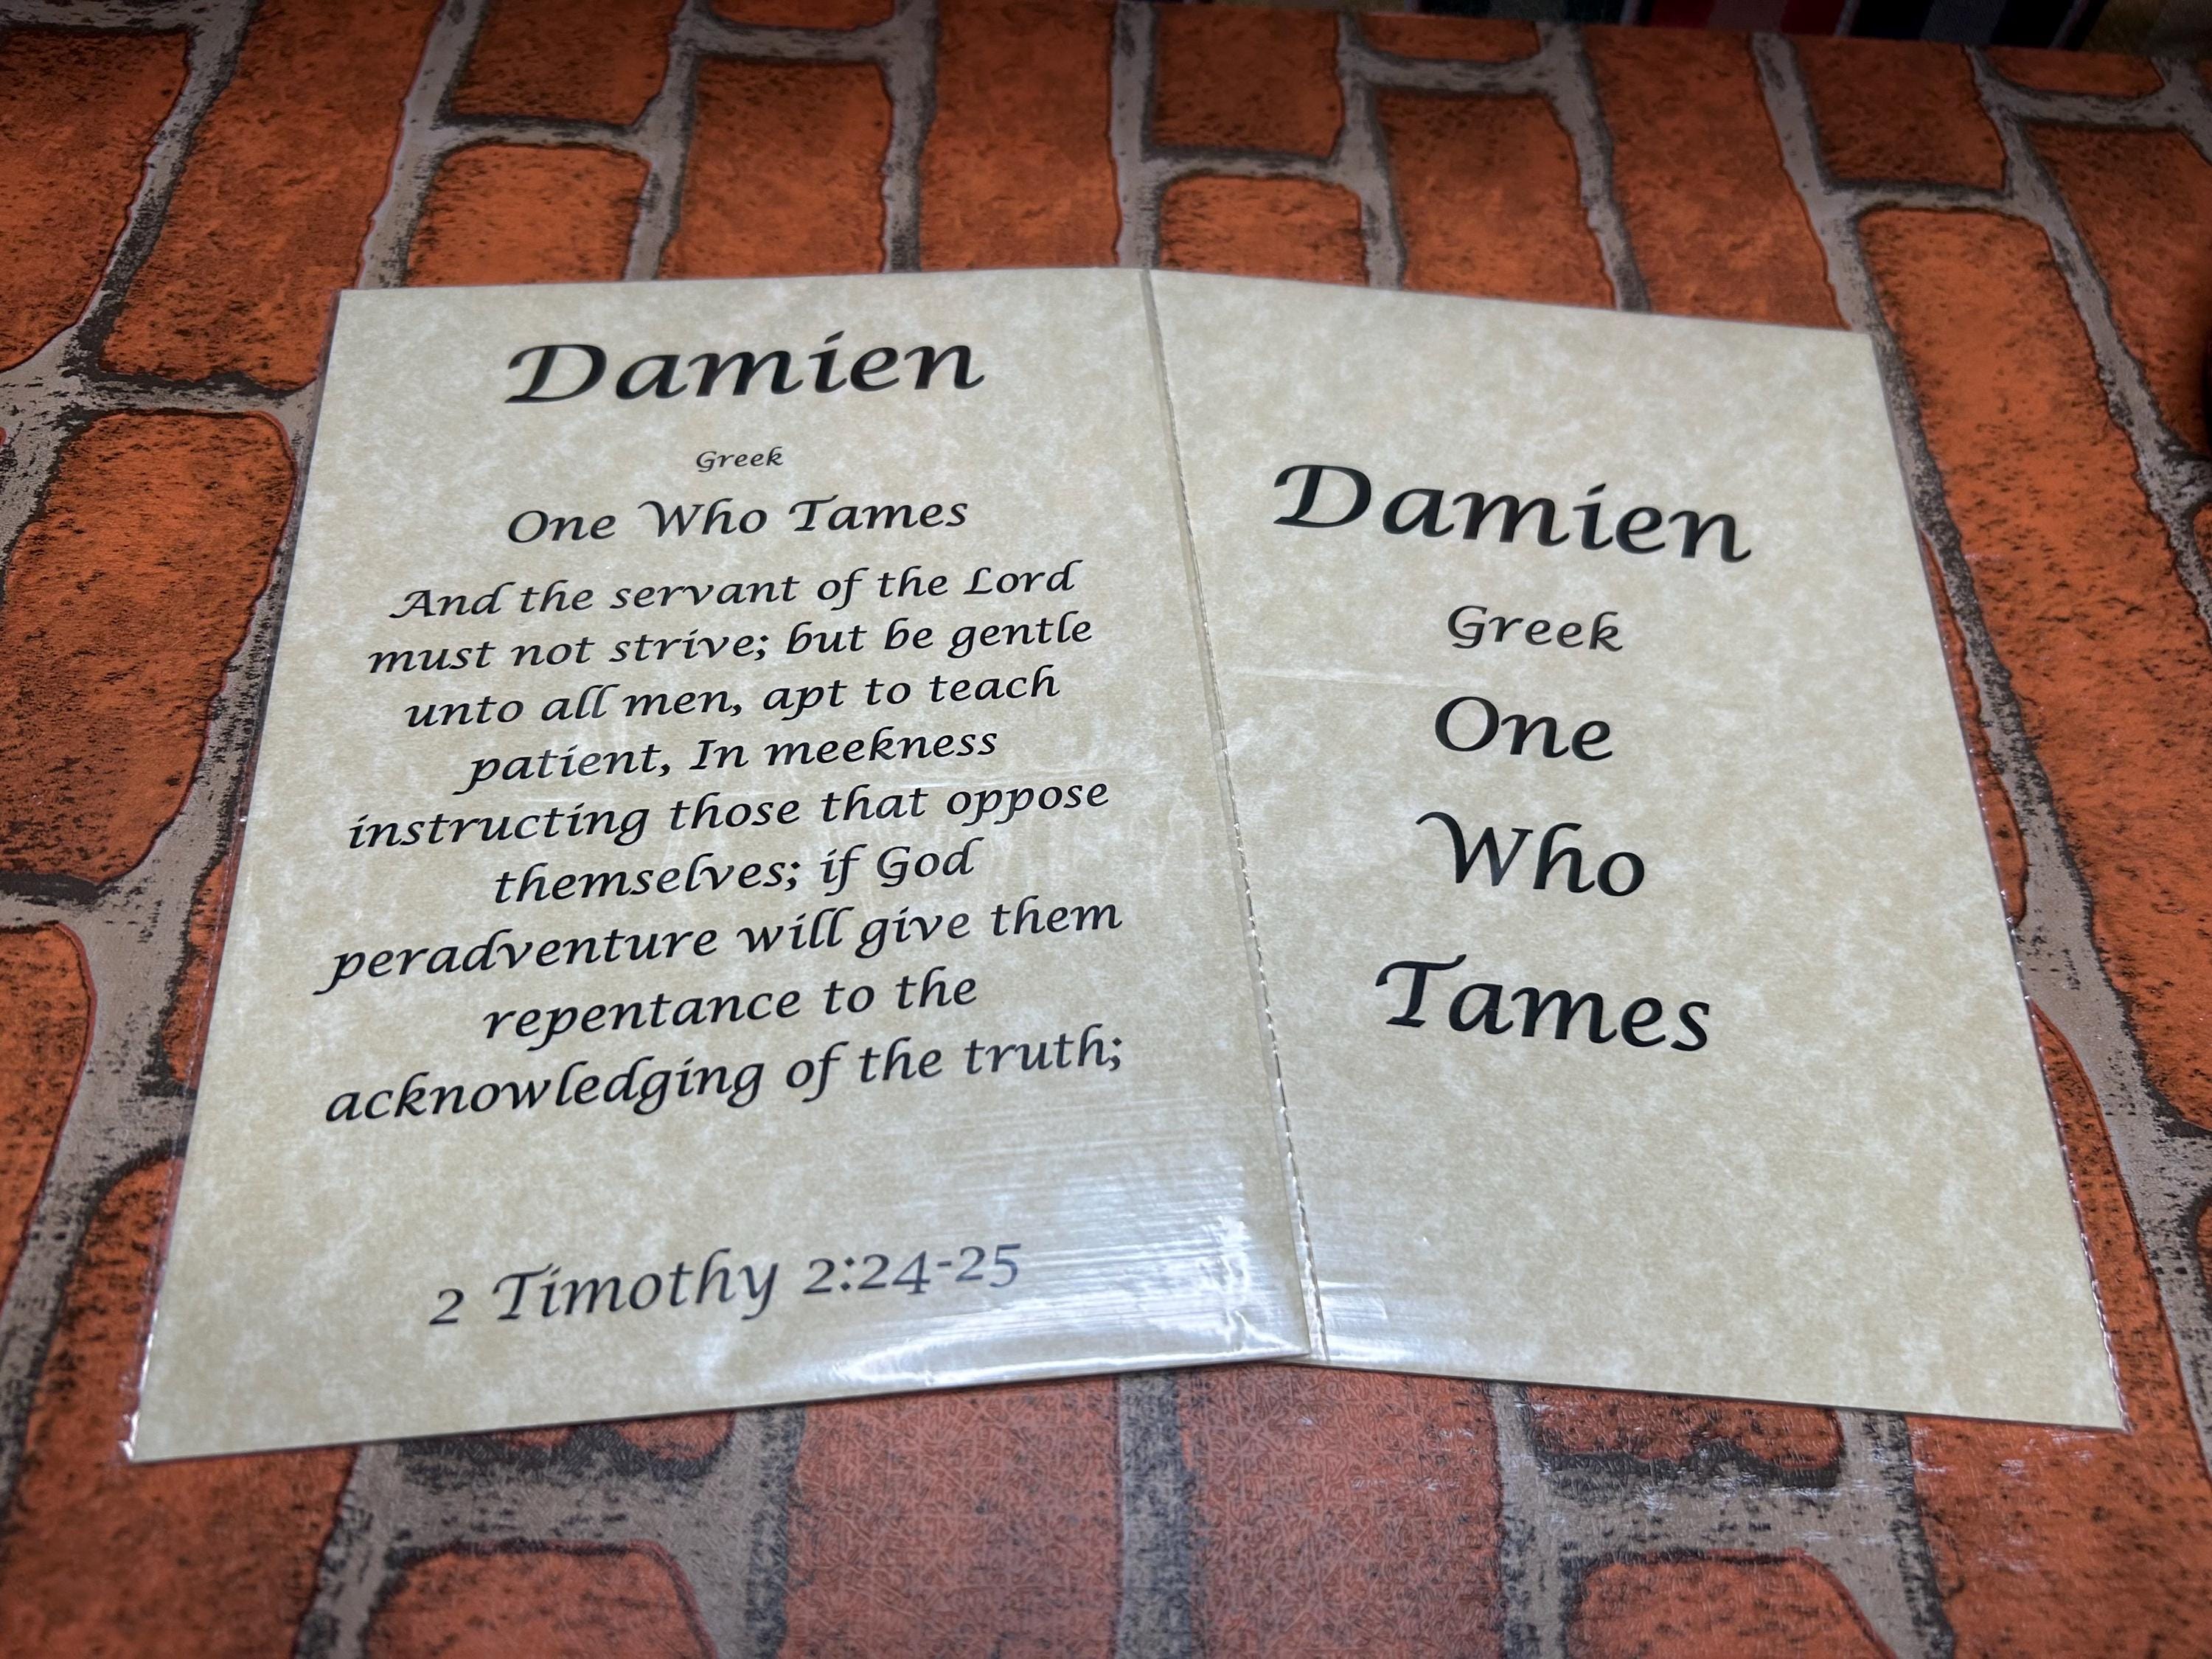 Damien
Greek
One Who Tames
And the servant of the Lord
must not strive; but be gentle
unto all men, apt to teach
patient, In meekness
instructing those that oppose
themselves; if God
peradventure will give them
repentance to the
acknowledging of the truth;
2 Timothy 2:24-25
Damien
Greek
One
Who
Tames